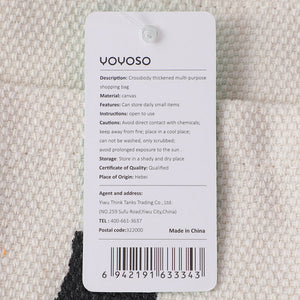 YOYOSO
Description: Crossbody thickened multi purpose
shopping bag
Material: canvas
Features: Can store daily small items
Instructions: open to use
Cautions: Avoid direct contact with chemicals;
keep away from fire; place in a cool place;
can not be washed, only scrubbed;
avoid prolonged exposure to the sun
Storage: Store in a shady and dry place
Certificate of Quality: Qualified
Place of Origin: Hebei
Agent and address:
Yiwu Think Tanks Trading Co., Ltd
(NO.259 Sufu Road,Yiwu City,China)
TEL: 400-661-3637
Postal code:322000
Made in China
6 942191 633343